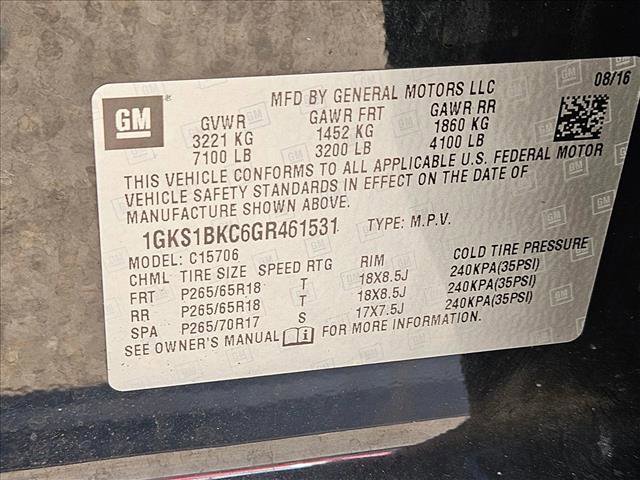 MFD BY GENERAL MOTORS LLC 08/16
GM
GVWR GAWR FRT GAWR RR
3221 KG 1452 KG 1860 KG
7100 LB 3200 LB 4100 LB
THIS VEHICLE CONFORMS TO ALL APPLICABLE U.S. FEDERAL MOTOR
VEHICLE SAFETY STANDARDS IN EFFECT ON THE DATE OF
MANUFACTURE SHOWN ABOVE.
1GKS1BKC6GR461531 TYPE: M.P.V.
MODEL: C15706
CHML TIRE SIZE SPEED RTG RIM COLD TIRE PRESSURE
FRT P265/65R18 T 18X8.5J 240KPA(35PSI)
RR P265/65R18 T 18X8.5J 240KPA(35PSI)
SPA P265/70R17 S 17X7.5J 240KPA(35PSI)
SEE OWNER'S MANUAL FOR MORE INFORMATION.